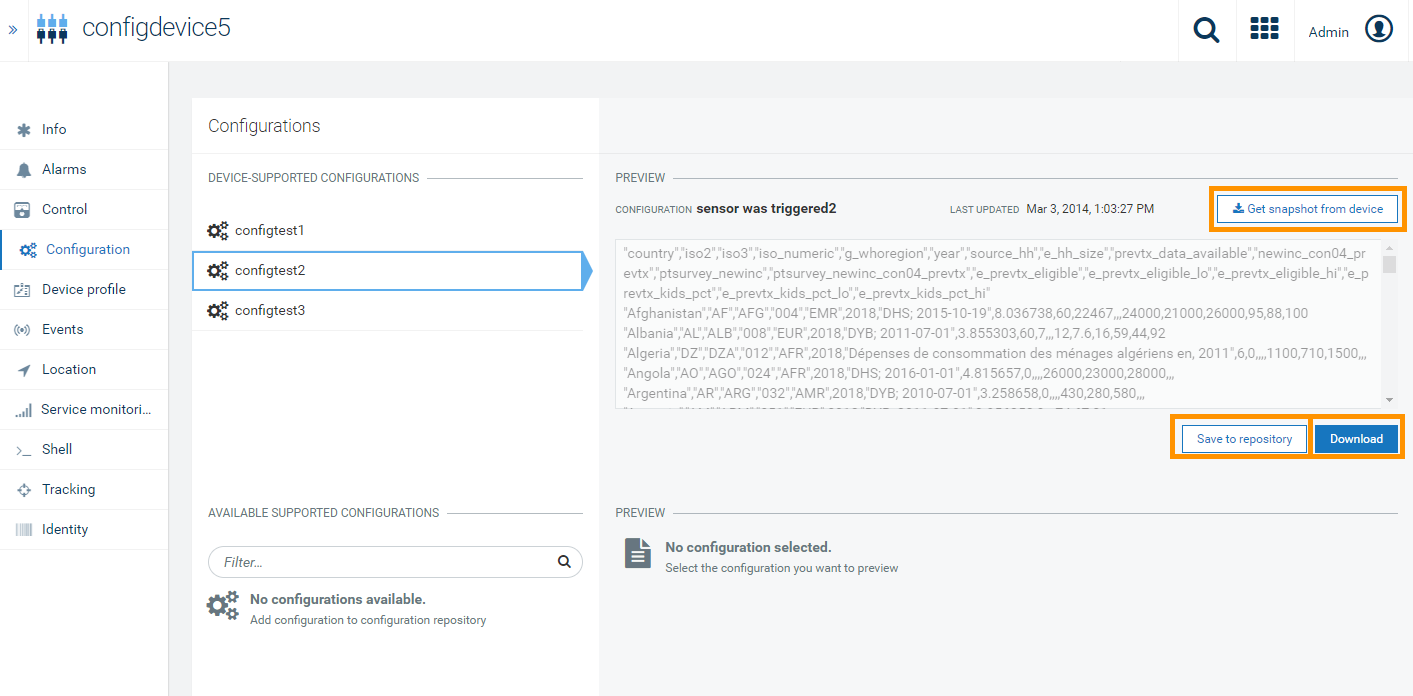 » configdevice5
Admin
Info
Alarms
Control
Configuration
Device profile
Events
Location
Service monitori...
Shell
Tracking
Identity
Configurations
DEVICE-SUPPORTED CONFIGURATIONS
configtest1
configtest2
configtest3
AVAILABLE SUPPORTED CONFIGURATIONS
Filter...
No configurations available.
Add configuration to configuration repository
PREVIEW
CONFIGURATION sensor was triggered2 LAST UPDATED Mar 3, 2014, 1:03:27 PM
Get snapshot from device
"country","iso2","iso3","iso_numeric","g_whoregion","year","source_hh","e_hh_size","prevtx_data_available","newinc_con04_pr
evtx","ptsurvey_newinc","ptsurvey_newinc_con04_prevtx","e_prevtx_eligible","e_prevtx_eligible_lo","e_prevtx_eligible_hi","e_p
revtx_kids_pct","e_prevtx_kids_pct_lo","e_prevtx_kids_pct_hi"
"Afghanistan","AF","AFG","004","EMR",2018,"DHS; 2015-10-19",8.036738,60,22467,,,24000,21000,26000,95,88,100
"Albania","AL","ALB","008","EUR",2018,"DYB; 2011-07-01",3.855303,60,7,,,12,7.6,16,59,44,92
"Algeria","DZ","DZA","012","AFR",2018,"Dépenses de consommation des ménages algériens en, 2011",6,0,,,,1100,710,1500,,,
"Angola","AO","AGO","024","AFR",2018,"DHS; 2016-01-01",4.815657,0,,,,26000,23000,28000,,,
"Argentina","AR","ARG","032","AMR",2018,"DYB; 2010-07-01",3.258658,0,,,,430,280,580,,,
Save to repository
Download
PREVIEW
No configuration selected.
Select the configuration you want to preview